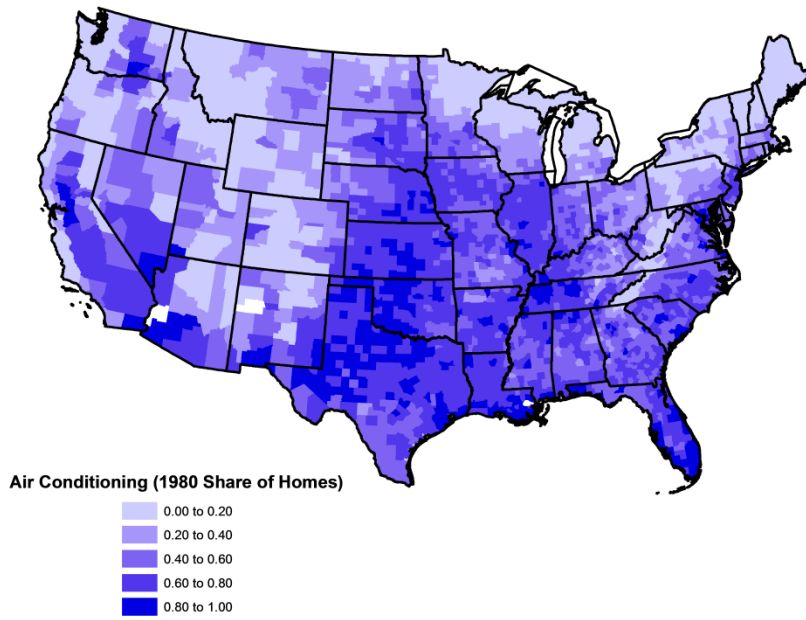 Air Conditioning (1980 Share of Homes)
0.00 to 0.20
0.20 to 0.40
0.40 to 0.60
0.60 to 0.80
0.80 to 1.00